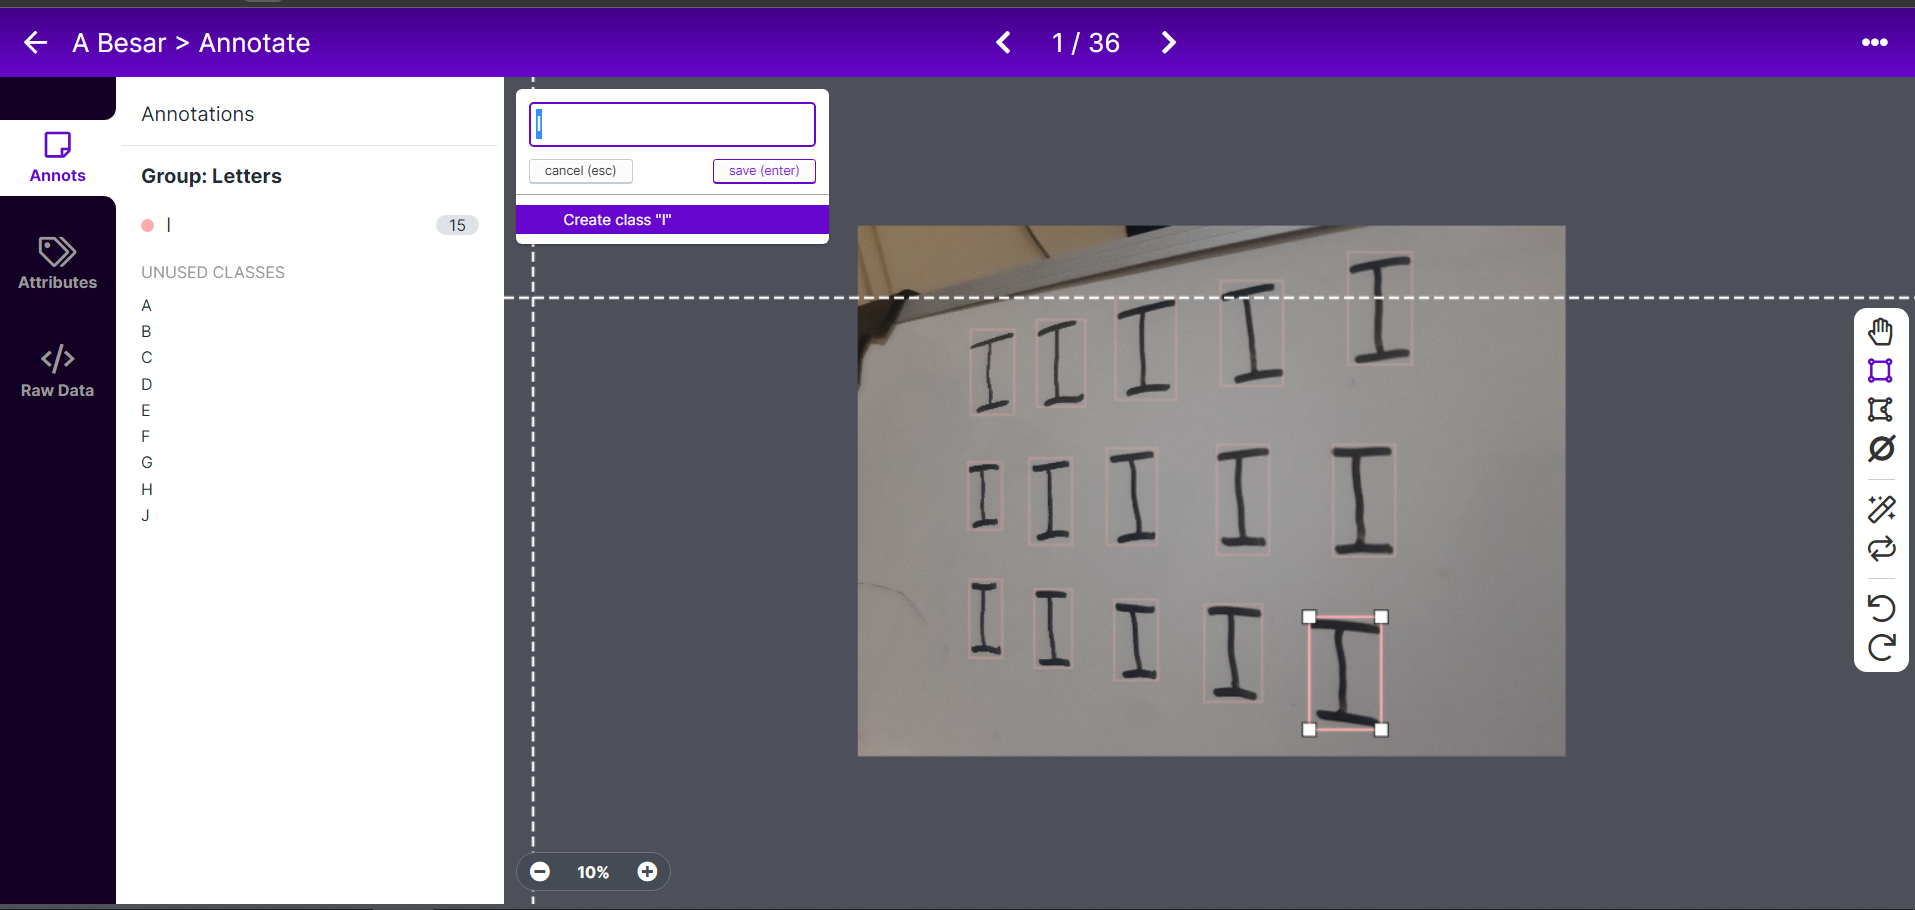 A Besar > Annotate
1 / 36
Annots
Attributes
Raw Data
Annotations
Group: Letters
I
15
UNUSED CLASSES
A
B
C
D
E
F
G
H
J
I
cancel (esc)
save (enter)
Create class "I"
I I I I I
I I I I I
I I I I I
10%